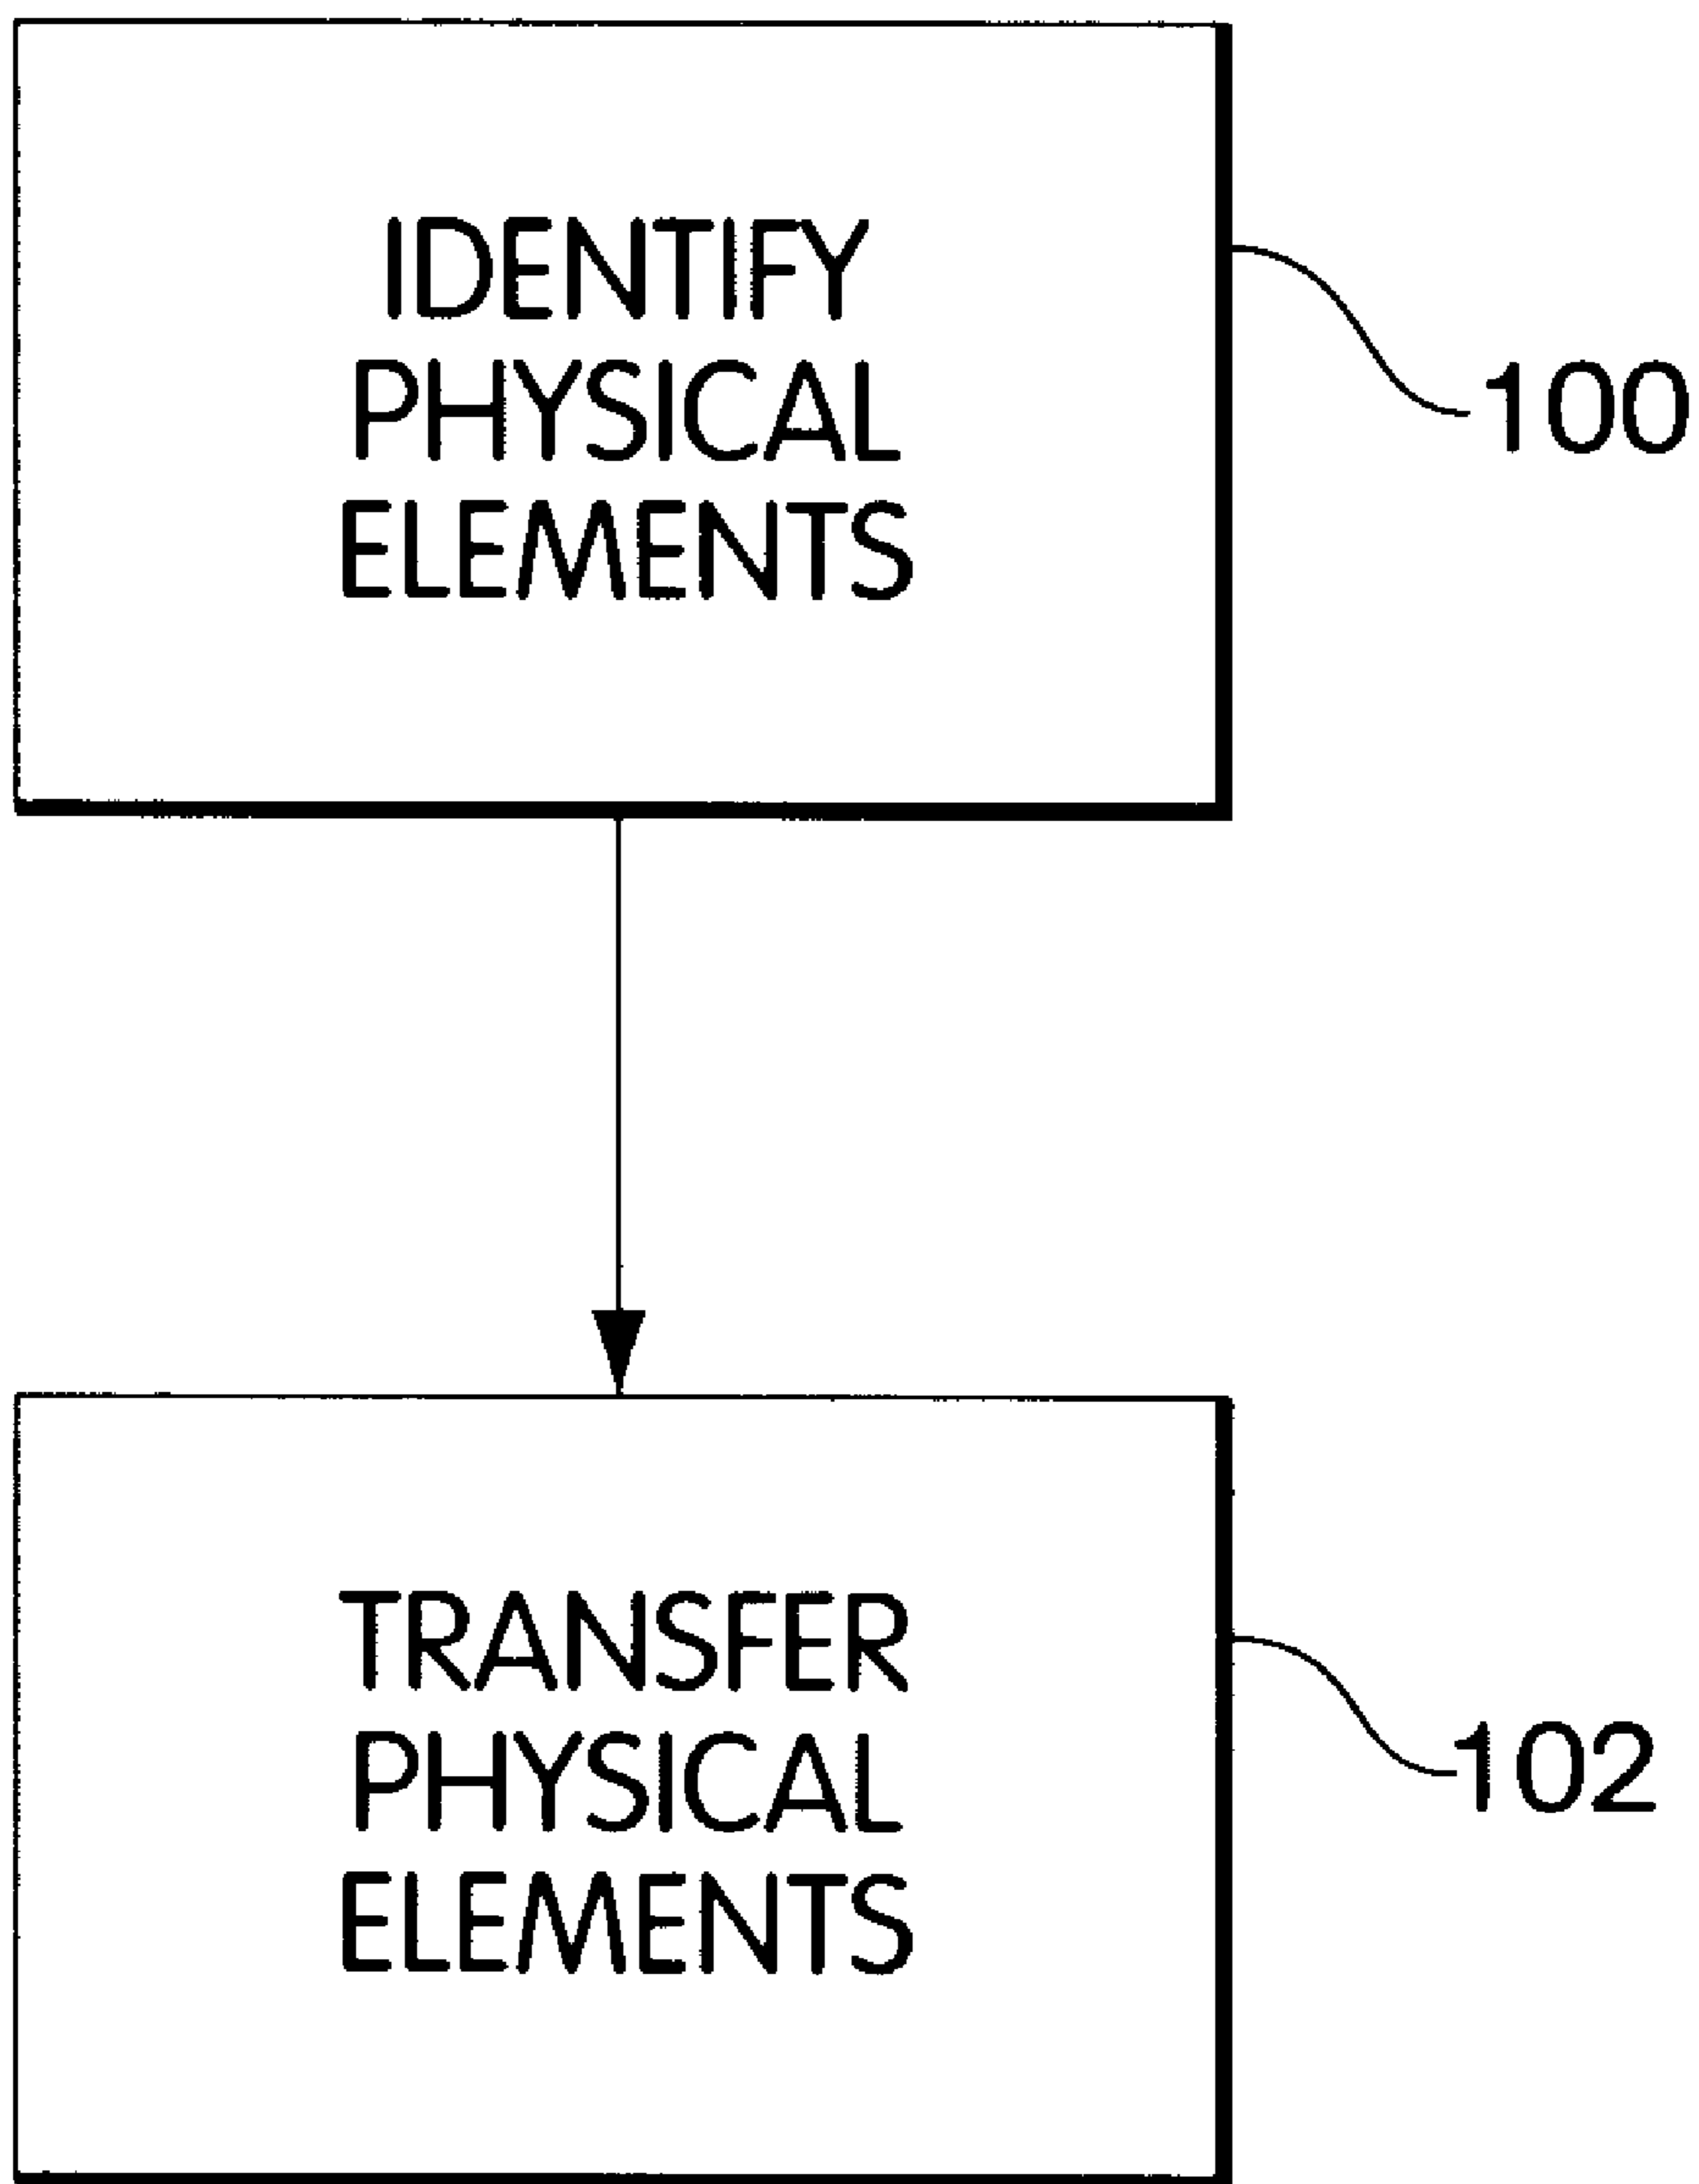 IDENTIFY
PHYSICAL
ELEMENTS
100
TRANSFER
PHYSICAL
ELEMENTS
102